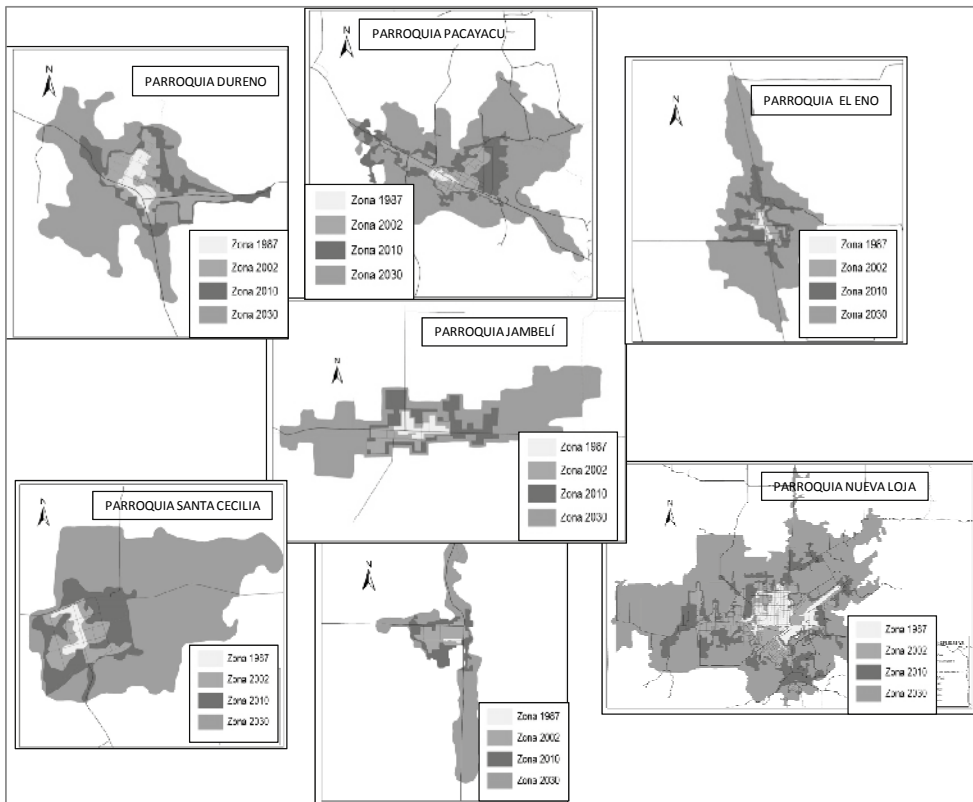 PARROQUIA DURENO
N
Zona 1987
Zona 2002
Zona 2010
Zona 2030
PARROQUIA PACAYACU
N
Zona 1987
Zona 2002
Zona 2010
Zona 2030
PARROQUIA EL ENO
N
Zona 1987
Zona 2002
Zona 2010
Zona 2030
PARROQUIA JAMBELÍ
N
Zona 1987
Zona 2002
Zona 2010
Zona 2030
PARROQUIA SANTA CECILIA
N
Zona 1987
Zona 2002
Zona 2010
Zona 2030
N
Zona 1987
Zona 2002
Zona 2010
Zona 2030
PARROQUIA NUEVA LOJA
N
Zona 1987
Zona 2002
Zona 2010
Zona 2030